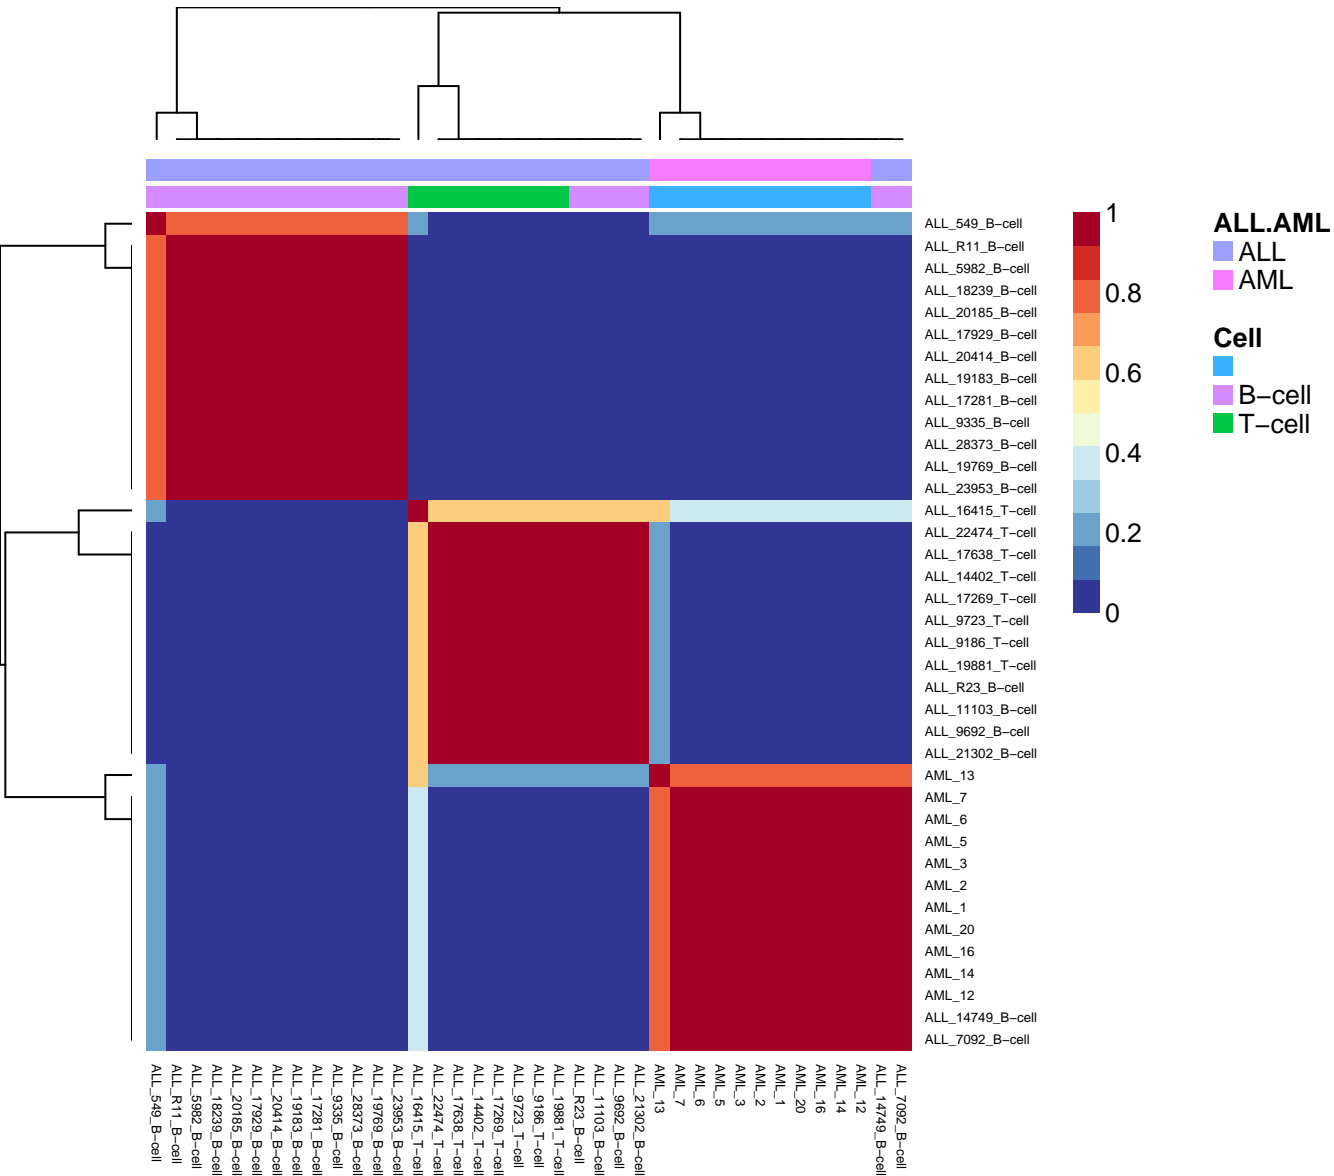 ALL_549_B−cell
ALL_R11_B−cell
ALL_5982_B−cell
ALL_18239_B−cell
ALL_20185_B−cell
ALL_17929_B−cell
ALL_20414_B−cell
ALL_19183_B−cell
ALL_17281_B−cell
ALL_9335_B−cell
ALL_28373_B−cell
ALL_19769_B−cell
ALL_23953_B−cell
ALL_16415_T−cell
ALL_22474_T−cell
ALL_17638_T−cell
ALL_14402_T−cell
ALL_17269_T−cell
ALL_9723_T−cell
ALL_9186_T−cell
ALL_19881_T−cell
ALL_R23_B−cell
ALL_11103_B−cell
ALL_9692_B−cell
ALL_21302_B−cell
AML_13
AML_7
AML_6
AML_5
AML_3
AML_2
AML_1
AML_20
AML_16
AML_14
AML_12
ALL_14749_B−cell
ALL_7092_B−cell
1
0.8
0.6
0.4
0.2
0
ALL.AML
ALL
AML
Cell
B−cell
T−cell
ALL_549_B−cell
ALL_R11_B−cell
ALL_5982_B−cell
ALL_18239_B−cell
ALL_20185_B−cell
ALL_17929_B−cell
ALL_20414_B−cell
ALL_19183_B−cell
ALL_17281_B−cell
ALL_9335_B−cell
ALL_28373_B−cell
ALL_19769_B−cell
ALL_23953_B−cell
ALL_16415_T−cell
ALL_22474_T−cell
ALL_17638_T−cell
ALL_14402_T−cell
ALL_17269_T−cell
ALL_9723_T−cell
ALL_9186_T−cell
ALL_19881_T−cell
ALL_R23_B−cell
ALL_11103_B−cell
ALL_9692_B−cell
ALL_21302_B−cell
AML_13
AML_7
AML_6
AML_5
AML_3
AML_2
AML_1
AML_20
AML_16
AML_14
AML_12
ALL_14749_B−cell
ALL_7092_B−cell